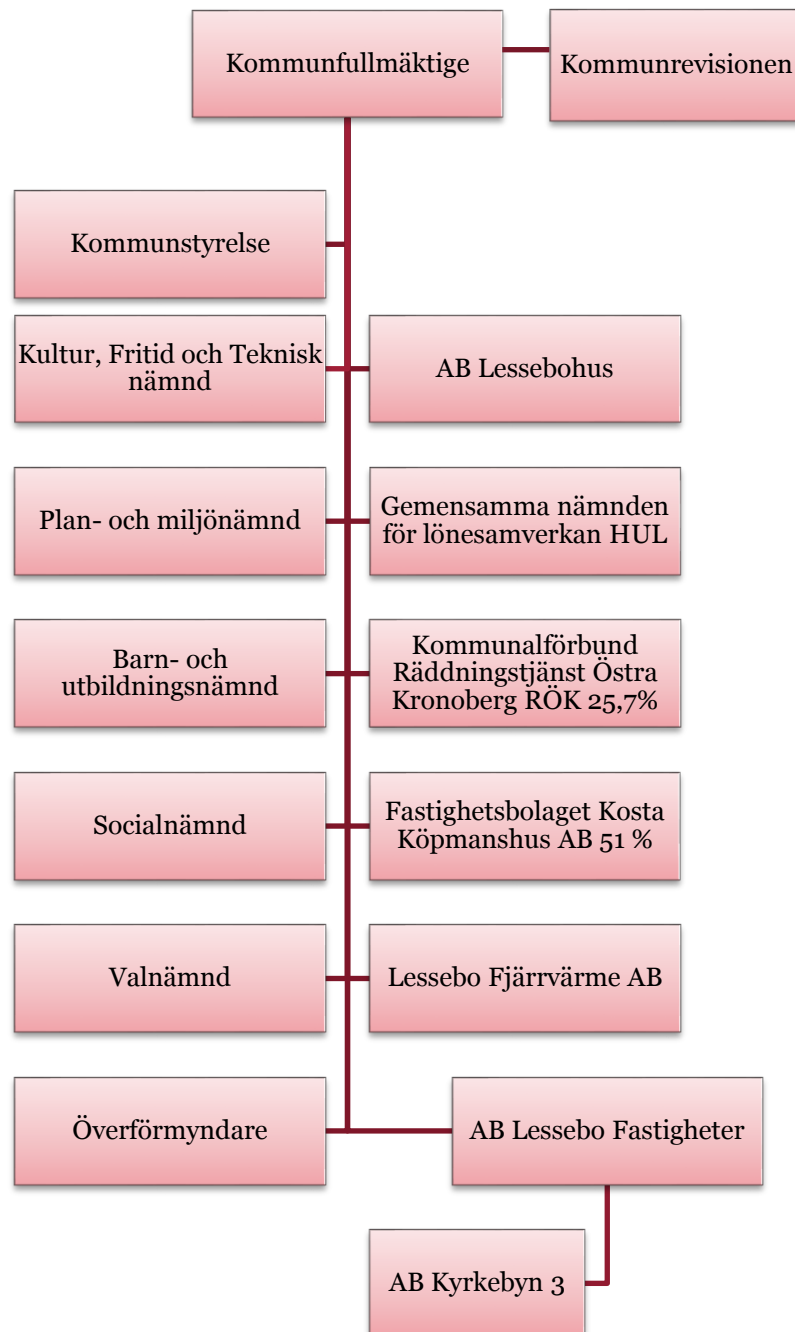 Kommunfullmäktige
Kommunrevisionen
Kommunstyrelse
Kultur, Fritid och Teknisk
nämnd
AB Lessebohus
Plan- och miljönämnd
Gemensamma nämnden
för lönesamverkan HUL
Barn- och
utbildningsnämnd
Kommunalförbund
Räddningstjänst Östra
Kronoberg RÖK 25,7%
Socialnämnd
Fastighetsbolaget Kosta
Köpmanshus AB 51 %
Valnämnd
Lessebo Fjärrvärme AB
Överförmyndare
AB Lessebo Fastigheter
AB Kyrkebyn 3